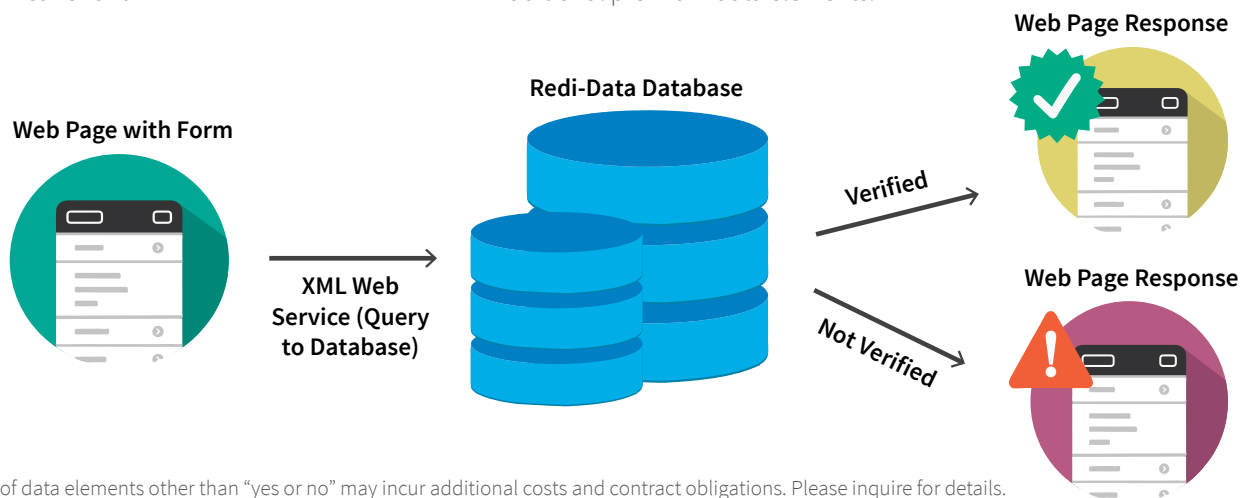 Web Page Response
Redi-Data Database
Web Page with Form
Verified
XML Web
Service (Query
to Database)
Web Page Response
Not Verified
of data elements other than “yes or no” may incur additional costs and contract obligations. Please inquire for details.